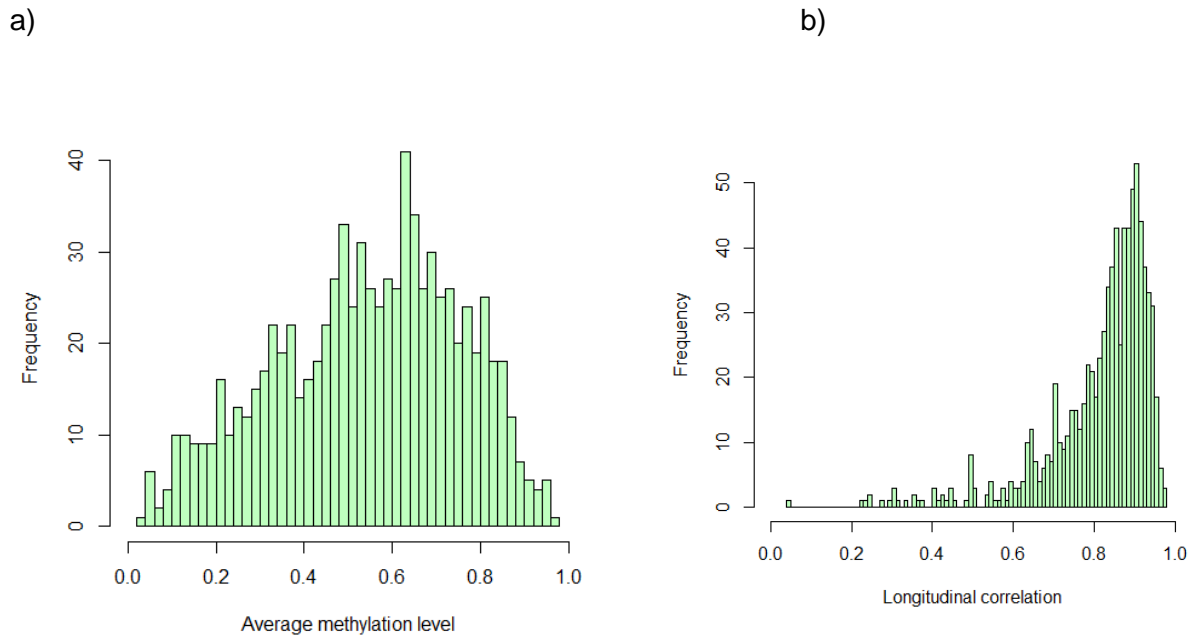 a)
b)
Frequency
40
30
20
10
0
0.0 0.2 0.4 0.6 0.8 1.0
Average methylation level
Frequency
50
40
30
20
10
0
0.0 0.2 0.4 0.6 0.8 1.0
Longitudinal correlation